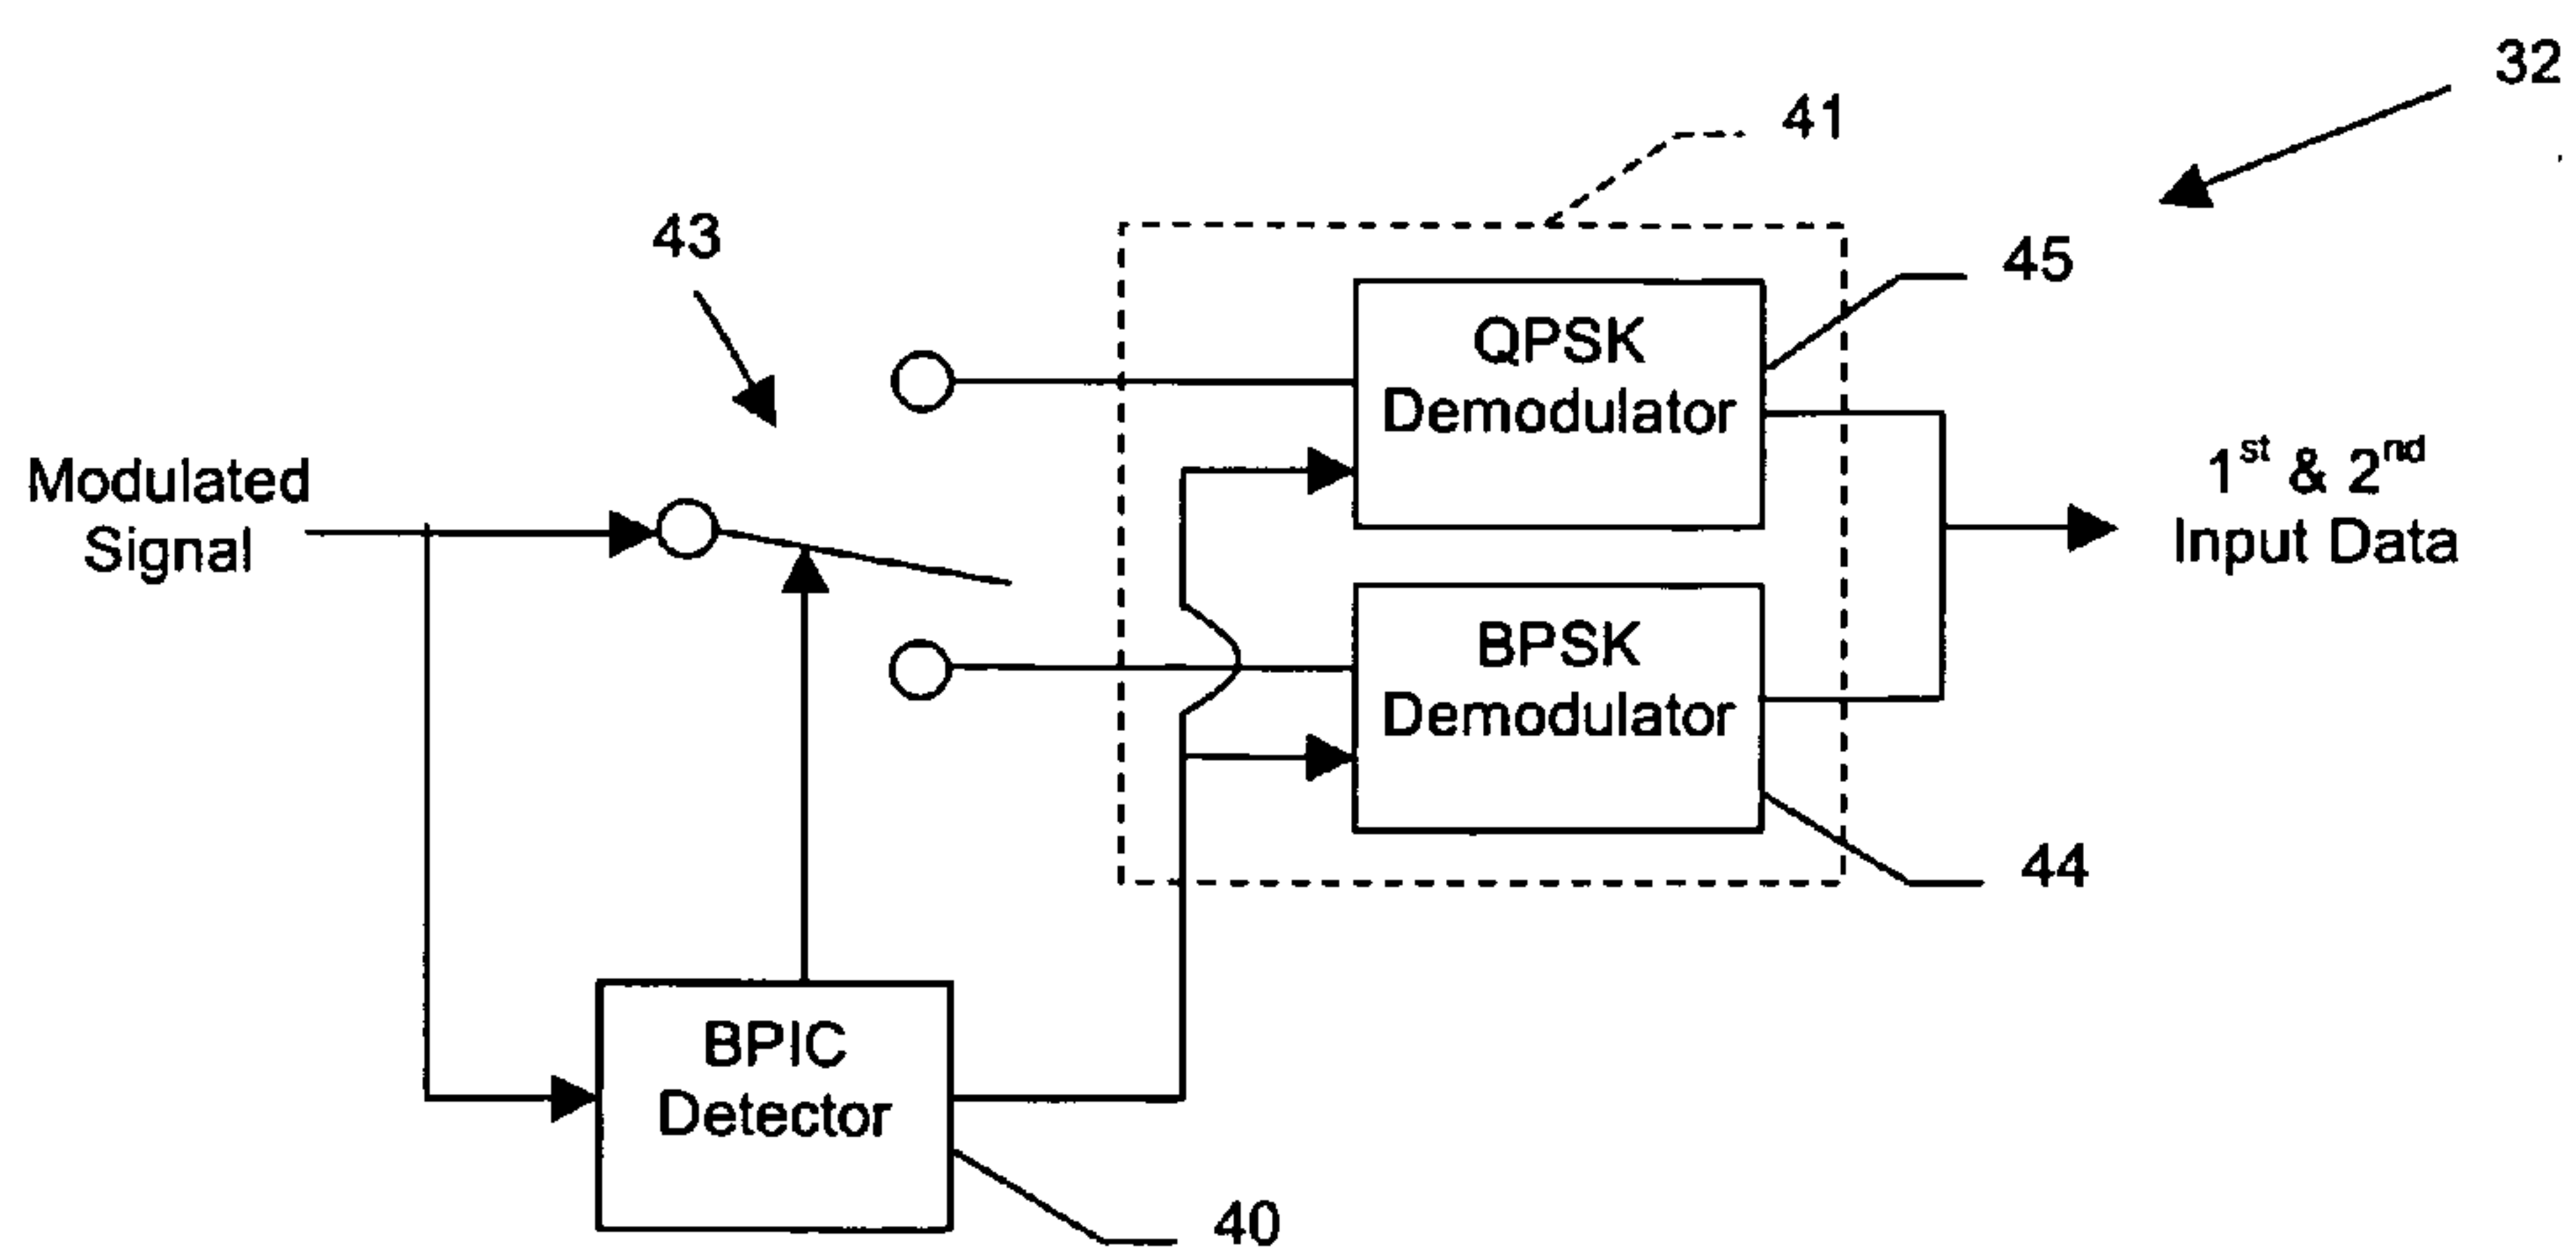 32
41
43
45
QPSK
Demodulator
Modulated
Signal
1st & 2nd
Input Data
BPSK
Demodulator
44
BPIC
Detector
40